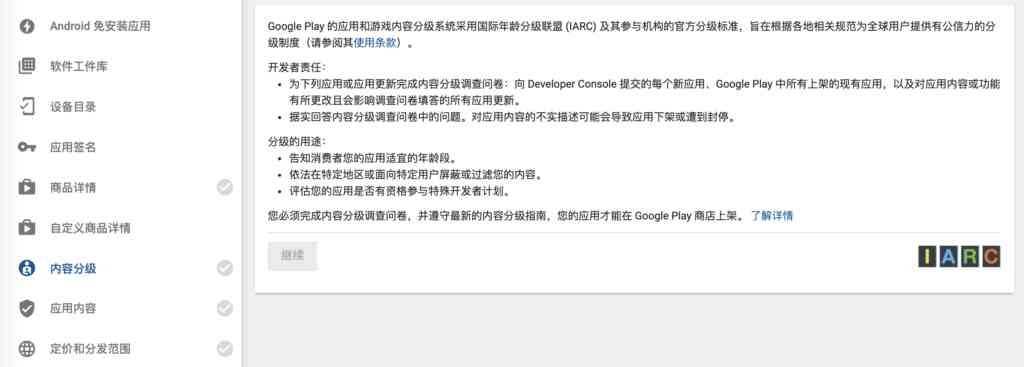 Android 免安装应用
软件工件库
设备目录
应用签名
商品详情
自定义商品详情
内容分级
应用内容
定价和分发范围
Google Play 的应用和游戏内容分级系统采用国际年龄分级联盟 (IARC) 及其参与机构的官方分级标准，旨在根据各地相关规范为全球用户提供有公信力的分
级制度（请参阅其使用条款）。
开发者责任：
• 为下列应用或应用更新完成内容分级调查问卷：向 Developer Console 提交的每个新应用、Google Play 中所有上架的现有应用，以及对应用内容或功能
有所更改且会影响调查问卷填答的所有应用更新。
• 据实回答内容分级调查问卷中的问题。对应用内容的不实描述可能会导致应用下架或遭到封停。
分级的用途：
• 告知消费者您的应用适宜的年龄段。
• 依法在特定地区或面向特定用户屏蔽或过滤您的内容。
• 评估您的应用是否有资格参与特殊开发者计划。
您必须完成内容分级调查问卷，并遵守最新的内容分级指南，您的应用才能在 Google Play 商店上架。 了解详情
继续
IARC